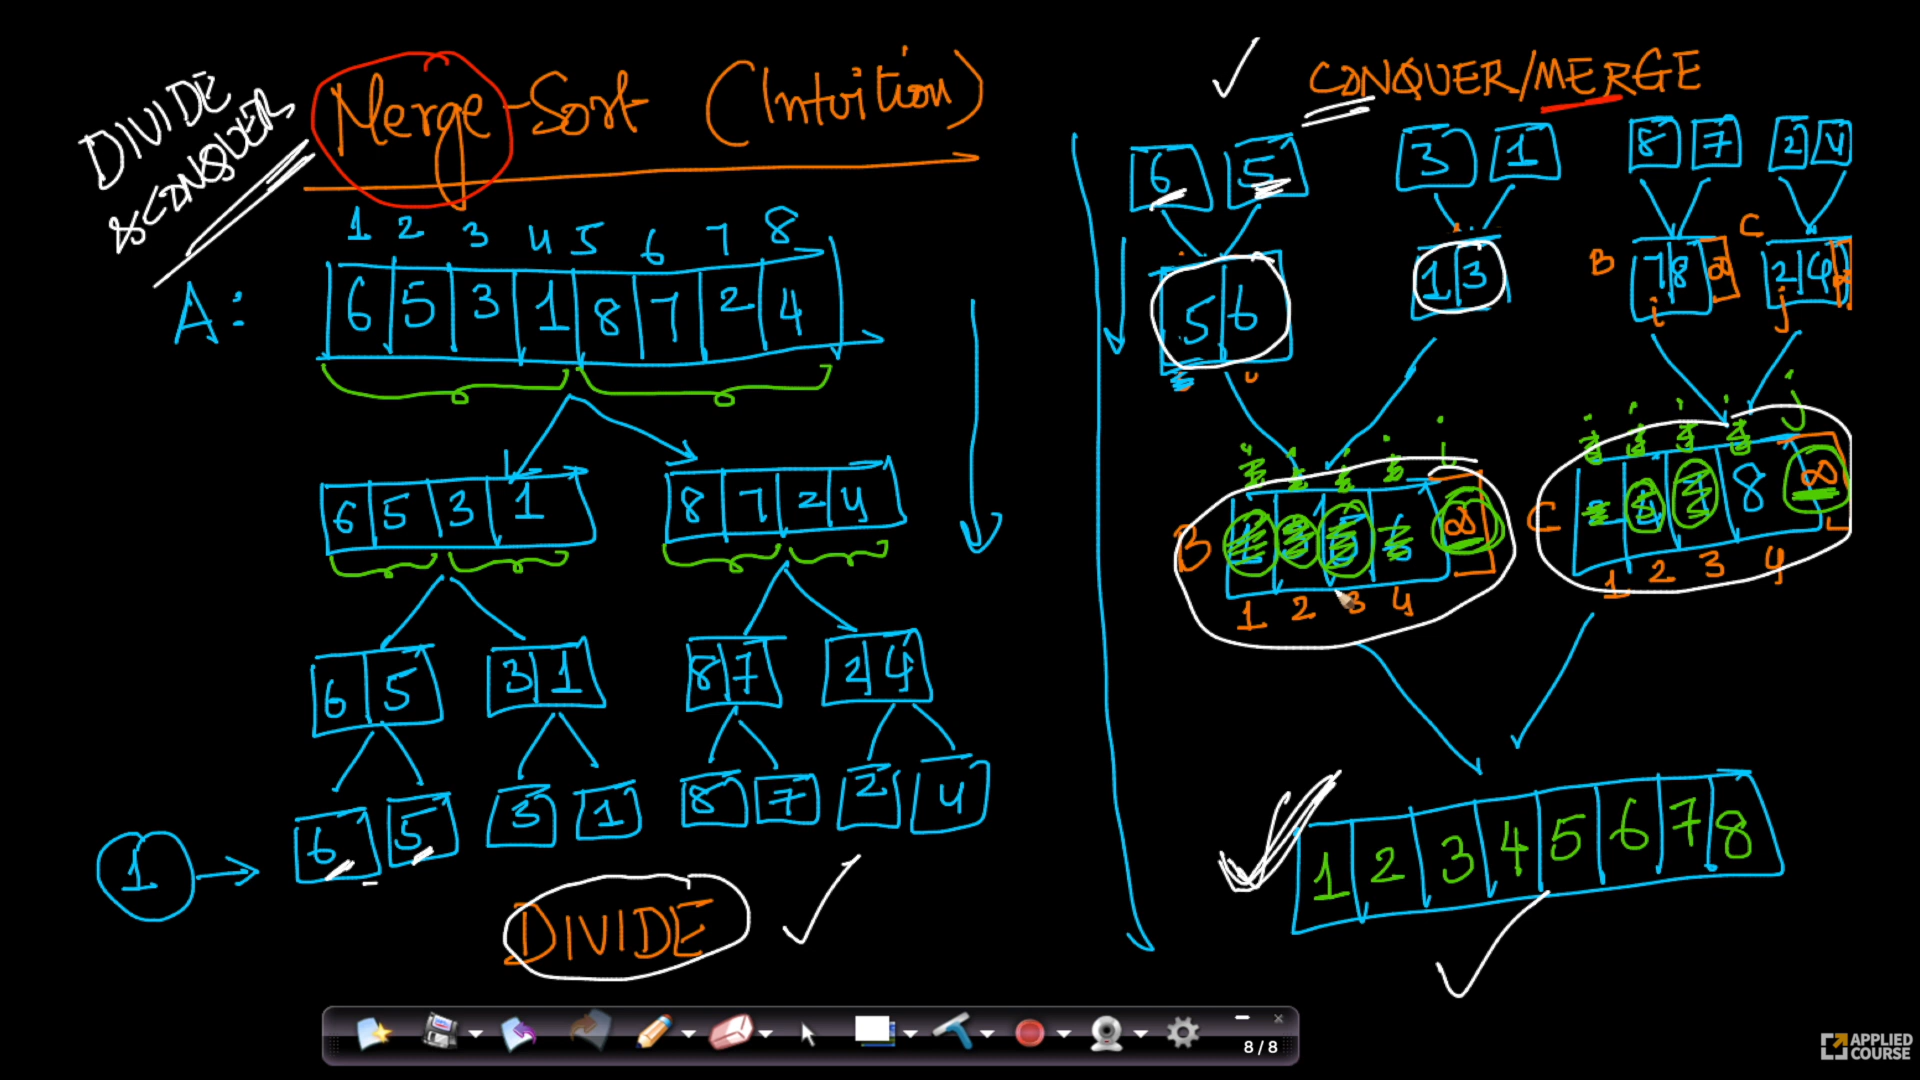 DIVIDE
&CONQUER
Merge-Sort (Intuition)
1 2 3 4 5 6 7 8
A: 6 5 3 1 8 7 2 4
6 5 3 1
8 7 2 4
6 5
3 1
8 7
2 4
1 → 6 5 3 1 8 7 2 4
DIVIDE
CONQUER/MERGE
6 5 3 1 8 7 2 4
5 6
1 3
B 7 8 ∞
i
C 2 4
j
i
B ∞
1 2 3 4
j
C 8 ∞
1 2 3 4
1 2 3 4 5 6 7 8
8 / 8
APPLIED
COURSE